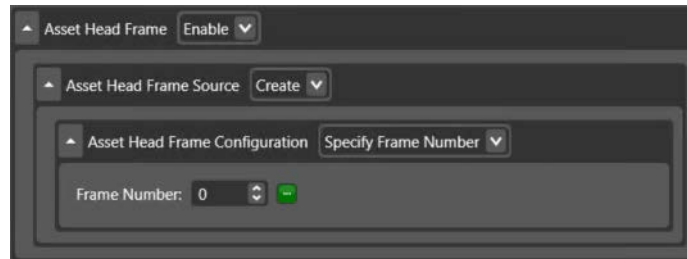 Asset Head Frame Enable
Asset Head Frame Source Create
Asset Head Frame Configuration Specify Frame Number
Frame Number: 0